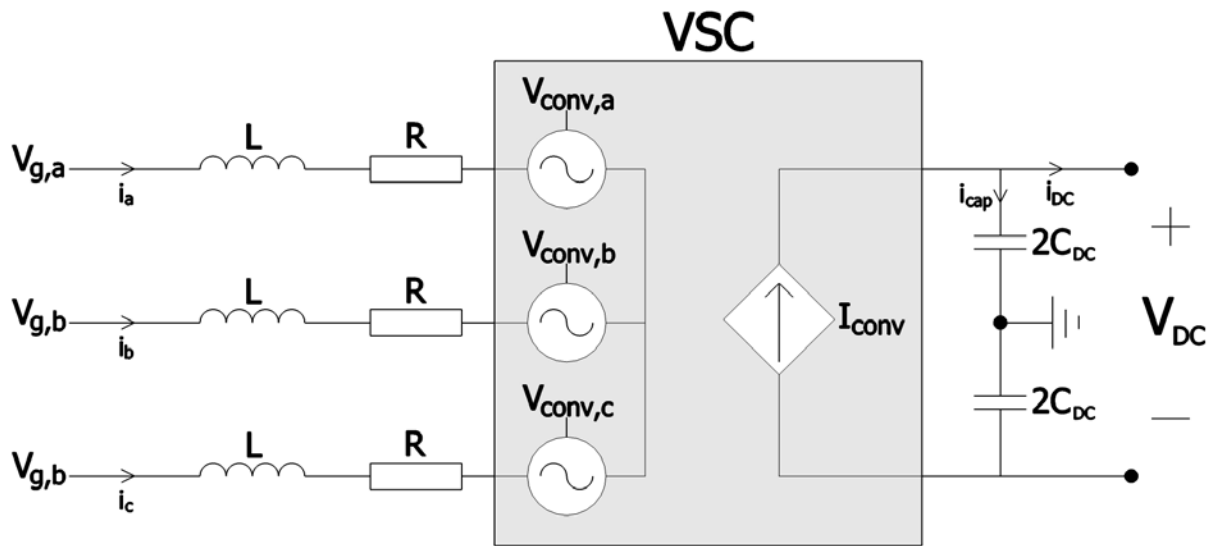 VSC
Vconv,a
L
R
Vg,a
ia
icap
iDC
2CDC
+
Vconv,b
L
R
Vg,b
ib
Iconv
VDC
Vconv,c
2CDC
L
R
Vg,b
ic
−